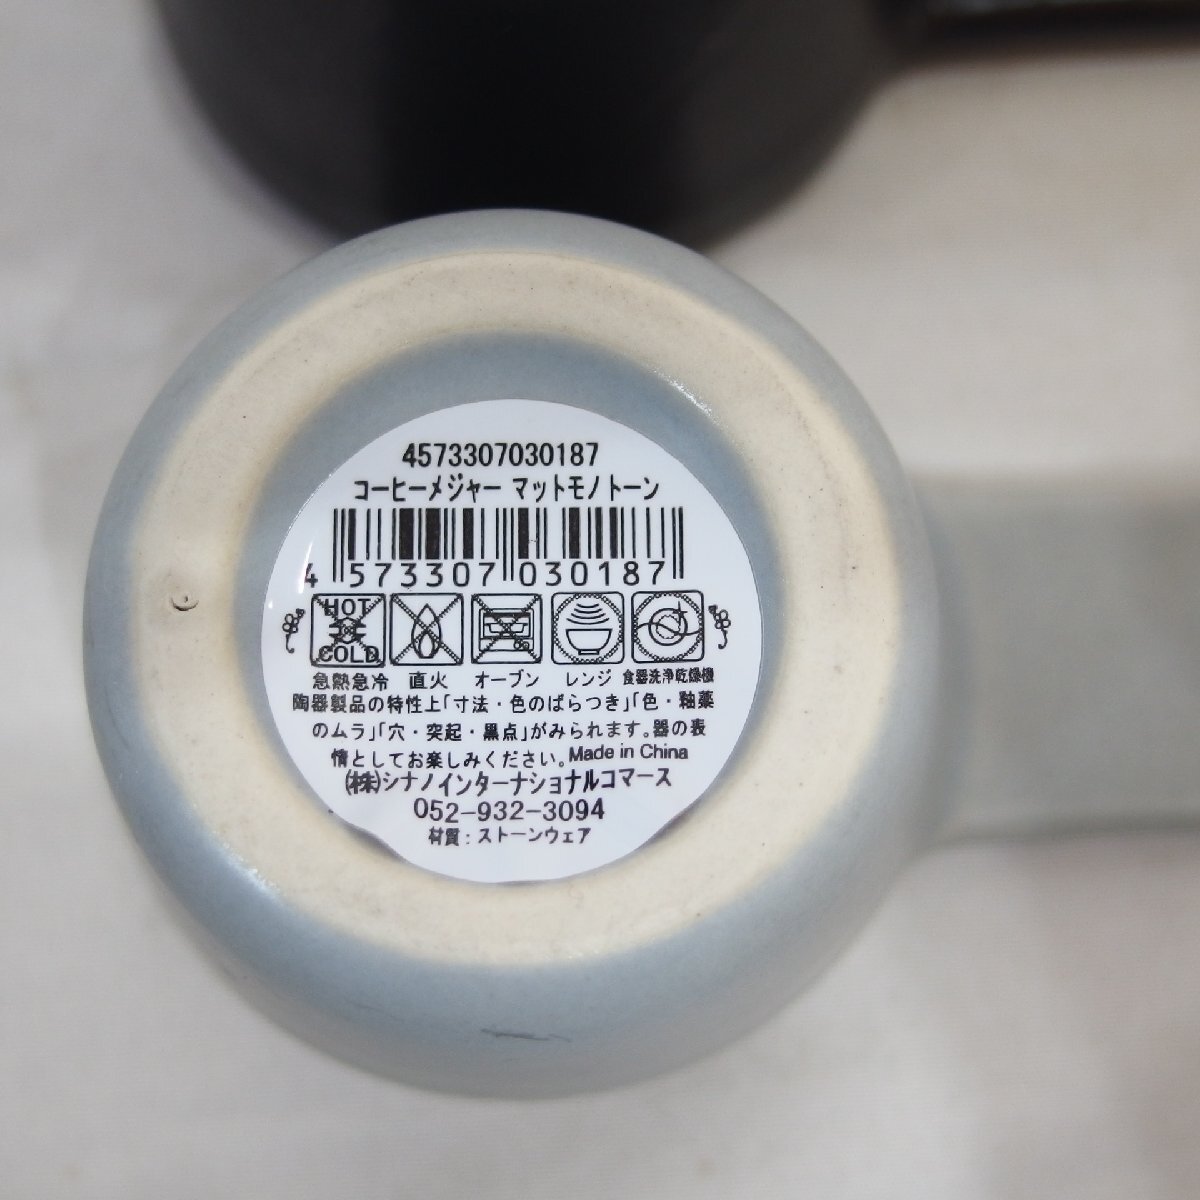 4573307030187
コーヒーメジャー マットモノトーン
4 573307 030187
HOT
COLD
急熱急冷 直火 オーブン レンジ 食器洗浄乾燥機
陶器製品の特性上「寸法・色のばらつき」「色・釉薬
のムラ」「穴・突起・黒点」がみられます。器の表
情としてお楽しみください。Made in China
(株)シナノインターナショナルコマース
052-932-3094
材質：ストーンウェア